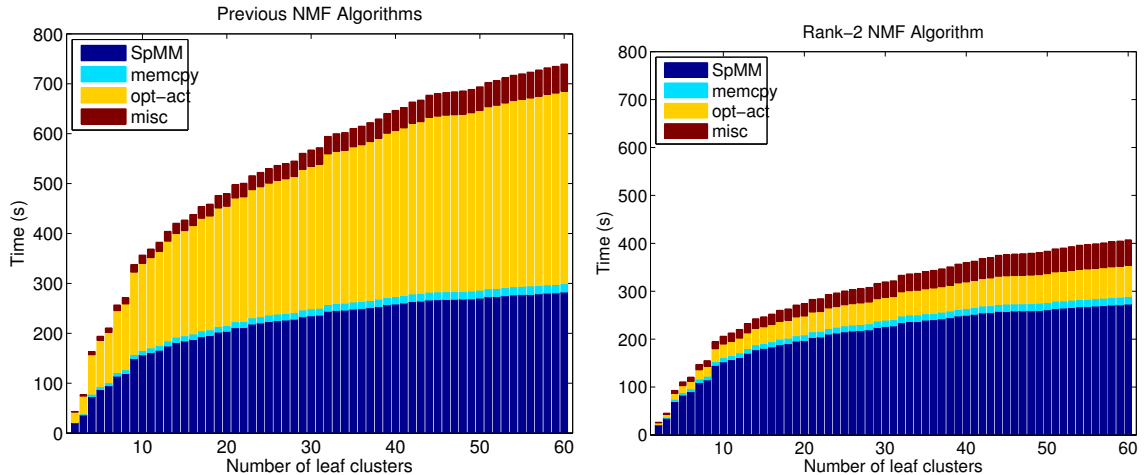 Previous NMF Algorithms
800
700
600
500
400
300
200
100
0
Time (s)
SpMM
memcpy
opt−act
misc
10 20 30 40 50 60
Number of leaf clusters
Rank−2 NMF Algorithm
800
700
600
500
400
300
200
100
0
Time (s)
SpMM
memcpy
opt−act
misc
10 20 30 40 50 60
Number of leaf clusters